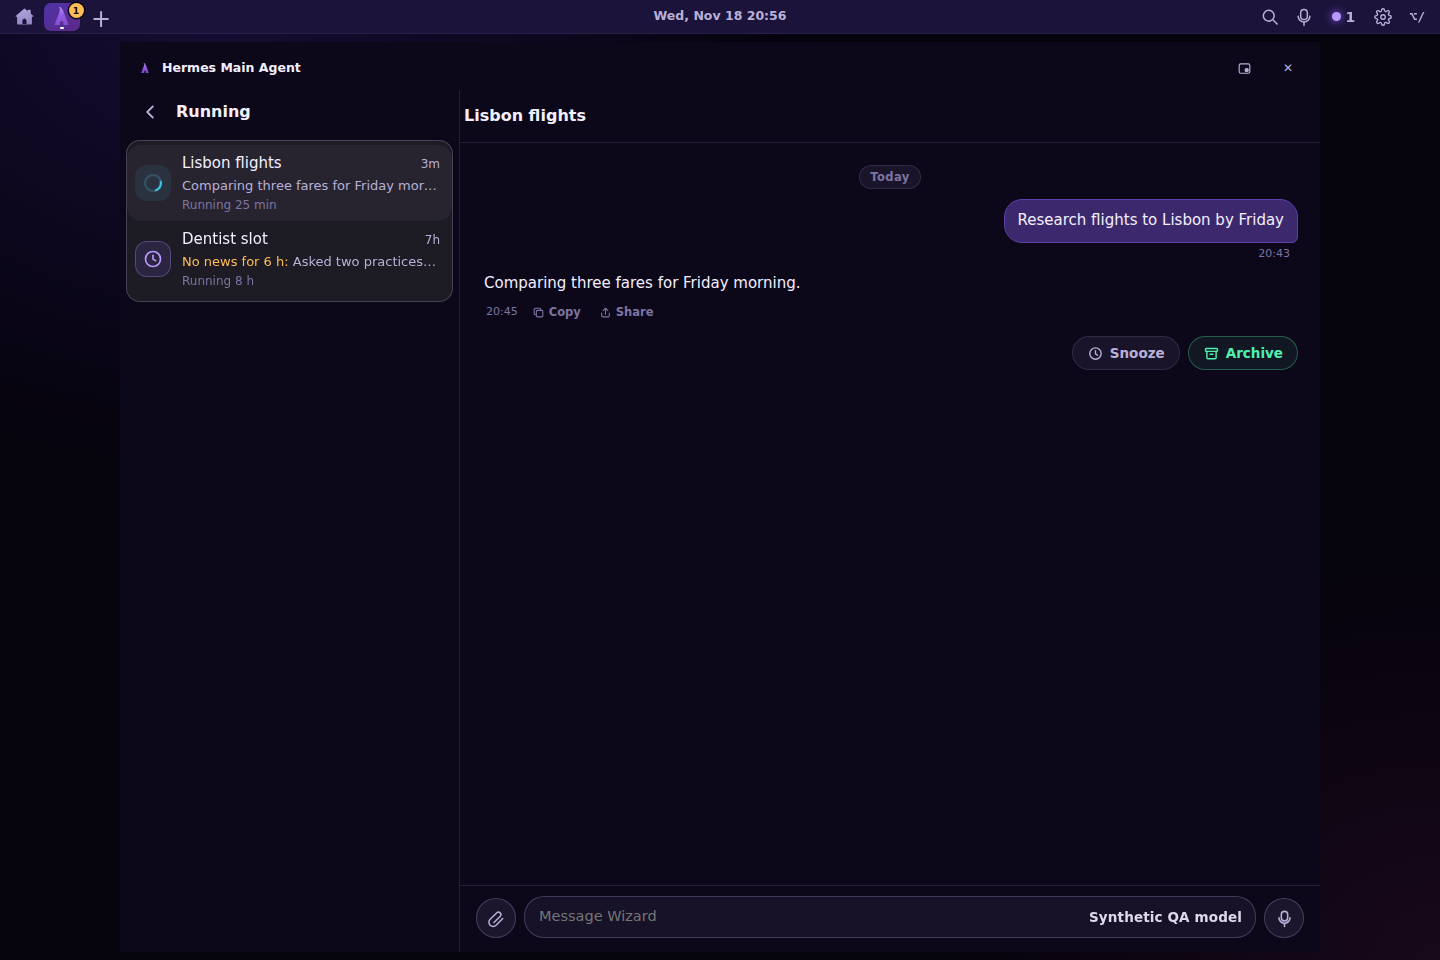 1
Wed, Nov 18 20:56
1
⌥/
Hermes Main Agent
Running
Lisbon flights
3m
Comparing three fares for Friday mor…
Running 25 min
Dentist slot
7h
No news for 6 h: Asked two practices…
Running 8 h
Lisbon flights
Today
Research flights to Lisbon by Friday
20:43
Comparing three fares for Friday morning.
20:45 Copy Share
Snooze Archive
Message Wizard Synthetic QA model